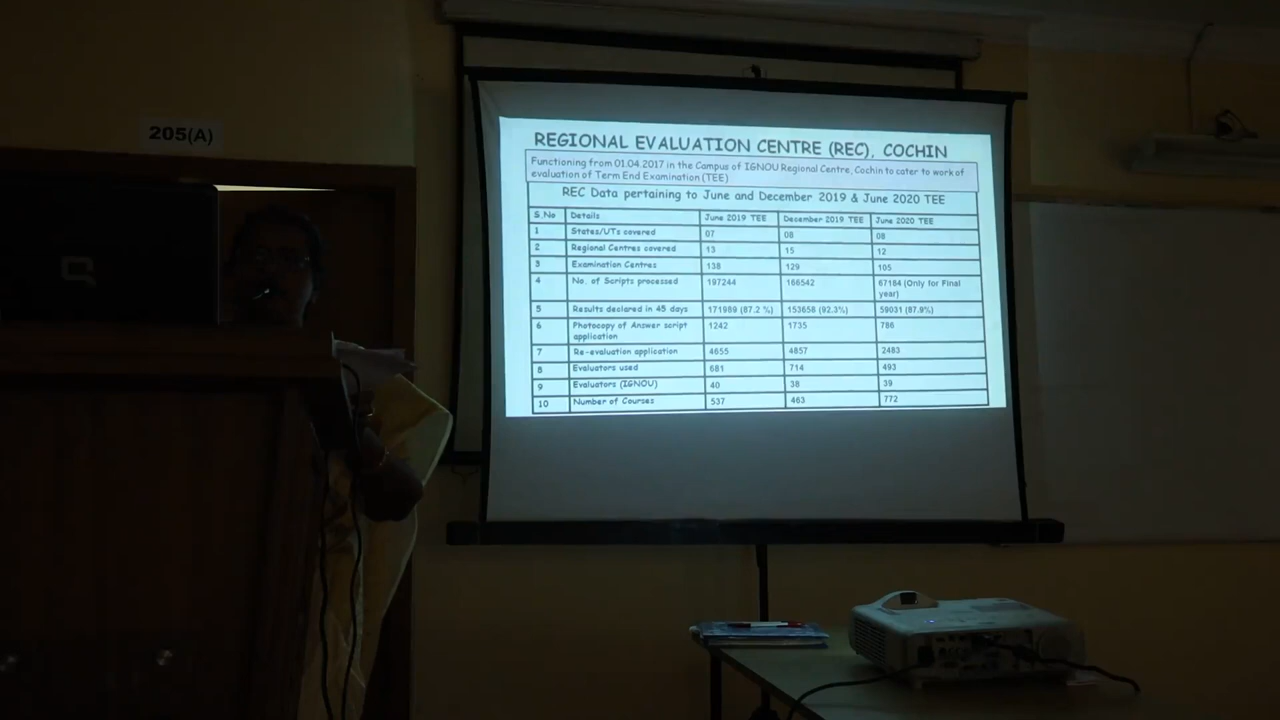 205(A)
REGIONAL EVALUATION CENTRE (REC), COCHIN
Functioning from 01.04.2017 in the Campus of IGNOU Regional Centre, Cochin to cater to work of
evaluation of Term End Examination (TEE)
REC Data pertaining to June and December 2019 & June 2020 TEE
S.No Details June 2019 TEE December 2019 TEE June 2020 TEE
1 States/UTs covered 07 08 08
2 Regional Centres covered 13 15 12
3 Examination Centres 138 129 105
4 No. of Scripts processed 197244 166542 67184 (Only for Final
year)
5 Results declared in 45 days 171989 (87.2 %) 153658 (92.3%) 59031 (87.9%)
6 Photocopy of Answer script 1242 1735 786
application
7 Re-evaluation application 4655 4857 2483
8 Evaluators used 681 714 493
9 Evaluators (IGNOU) 40 38 39
10 Number of Courses 537 463 772